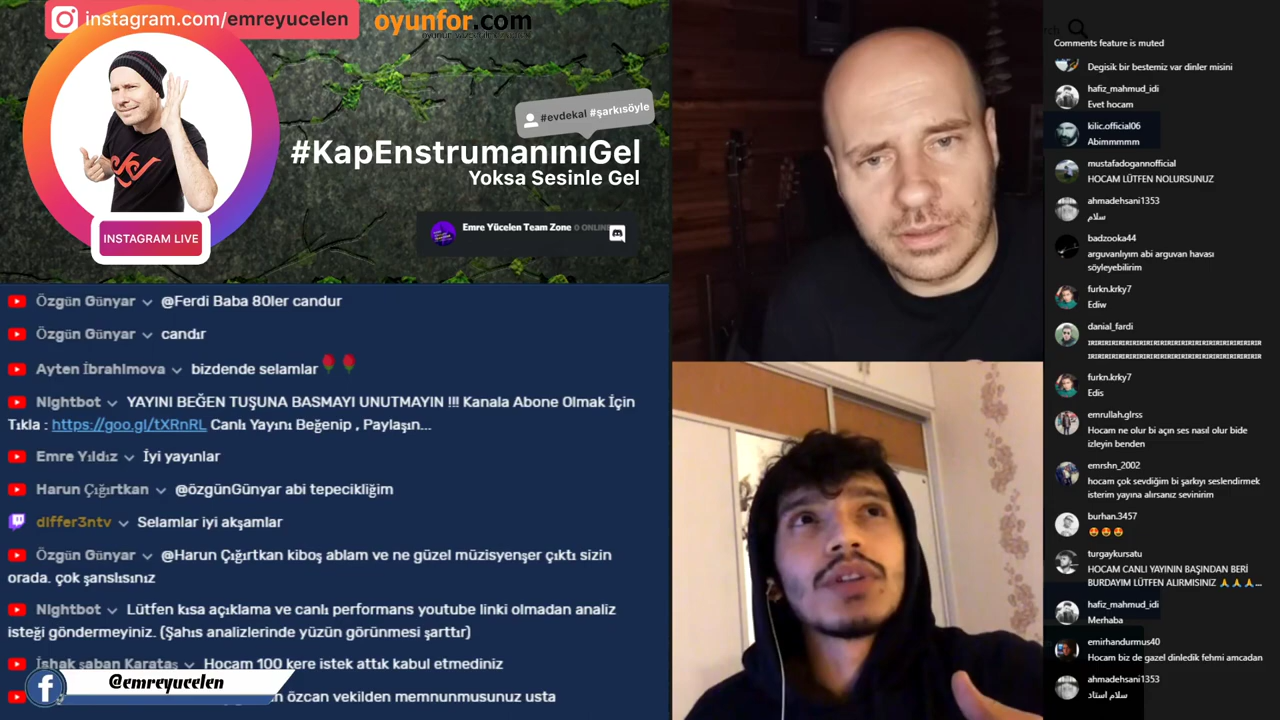 instagram.com/emreyucelen
oyunfor.com
#evdekal #şarkısöyle
#KapEnstrumanınıGel
Yoksa Sesinle Gel
INSTAGRAM LIVE
Emre Yücelen Team Zone 0 ONLINE
Özgün Günyar @Ferdi Baba 80ler candur
Özgün Günyar candır
Ayten İbrahimova bizdende selamlar🌹🌹
Nightbot YAYINI BEĞEN TUŞUNA BASMAYI UNUTMAYIN !!! Kanala Abone Olmak İçin
Tıkla : https://goo.gl/tXRnRL Canlı Yayını Beğenip , Paylaşın...
Emre Yıldız İyi yayınlar
Harun Çığırtkan @özgünGünyar abi tepecikliğim
differ3ntv Selamlar iyi akşamlar
Özgün Günyar @Harun Çığırtkan kiboş ablam ve ne güzel müzisyenşer çıktı sizin
orada. çok şanslısınız
Nightbot Lütfen kısa açıklama ve canlı performans youtube linki olmadan analiz
isteği göndermeyiniz. (Şahıs analizlerinde yüzün görünmesi şarttır)
İshak şaban Karataş Hocam 100 kere istek attık kabul etmediniz
özcan vekilden memnunmusunuz usta
@emreyucelen
Comments feature is muted
Degisik bir bestemiz var dinler misini
hafiz_mahmud_idi
Evet hocam
kilic.official06
Abimmmmm
mustafadogannofficial
HOCAM LÜTFEN NOLURSUNUZ
ahmadehsani1353
سلام
badzooka44
arguvanlıyım abi arguvan havası
söyleyebilirim
furkn.krky7
Ediw
danial_fardi
furkn.krky7
Edis
emrullah.glrss
Hocam ne olur bi açın ses nasıl olur bide
izleyin benden
emrshn_2002
hocam çok sevdiğim bi şarkıyı seslendirmek
isterim yayına alırsanız sevinirim
burhan.3457
😍 😍 😍
turgaykursatu
HOCAM CANLI YAYININ BAŞINDAN BERİ
BURDAYIM LÜTFEN ALIRMISINIZ 🙏 🙏 🙏...
hafiz_mahmud_idi
Merhaba
emirhandurmus40
Hocam biz de gazel dinledik fehmi amcadan
ahmadehsani1353
سلام استاد